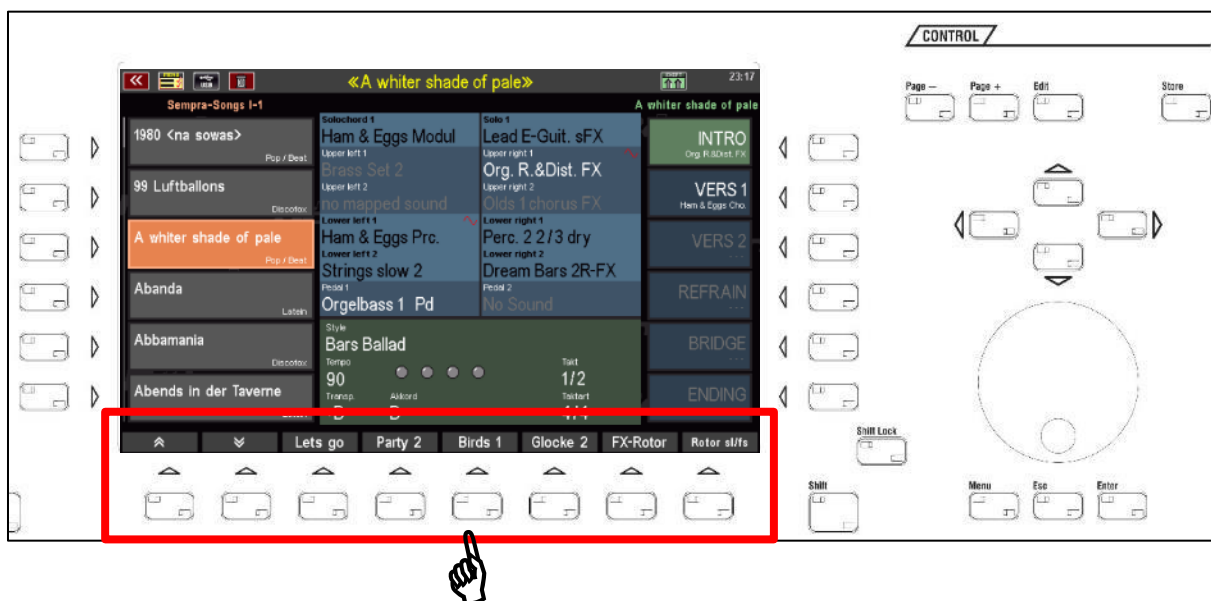 CONTROL
«A whiter shade of pale»
23:17
Sempra-Songs I-1
A whiter shade of pale
Page –
Page +
Edit
Store
1980 <na sowas>
Pop / Beat
99 Luftballons
Discofox
A whiter shade of pale
Pop / Beat
Abanda
Latein
Abbamania
Discofox
Abends in der Taverne
Solochord 1
Ham & Eggs Modul
Solo 1
Lead E-Guit. sFX
Upper left 1
Brass Set 2
Upper right 1
Org. R.&Dist. FX
Upper left 2
no mapped sound
Upper right 2
Olds 1chorus FX
Lower left 1
Ham & Eggs Prc.
Lower right 1
Perc. 2 2/3 dry
Lower left 2
Strings slow 2
Lower right 2
Dream Bars 2R-FX
Pedal 1
Orgelbass 1 Pd
Pedal 2
No Sound
Style
Bars Ballad
Tempo
90
Takt
1/2
Transp.
Akkord
Taktart
INTRO
Org. R.&Dist. FX
VERS 1
Ham & Eggs Cho.
VERS 2
---
REFRAIN
BRIDGE
---
ENDING
Lets go
Party 2
Birds 1
Glocke 2
FX-Rotor
Rotor sl/fs
Shift Lock
Shift
Menu
Esc
Enter